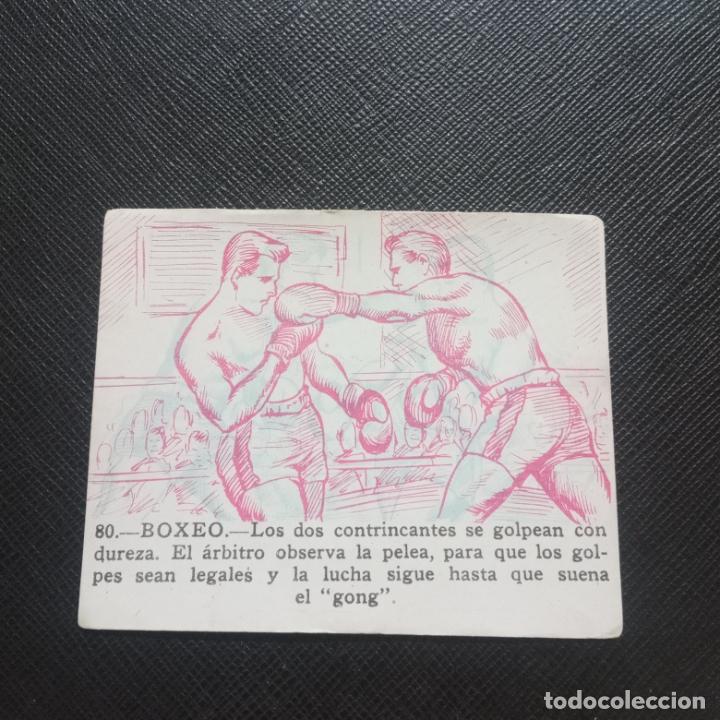 80.—BOXEO.—Los dos contrincantes se golpean con
dureza. El árbitro observa la pelea, para que los gol-
pes sean legales y la lucha sigue hasta que suena
el "gong".
todocoleccion